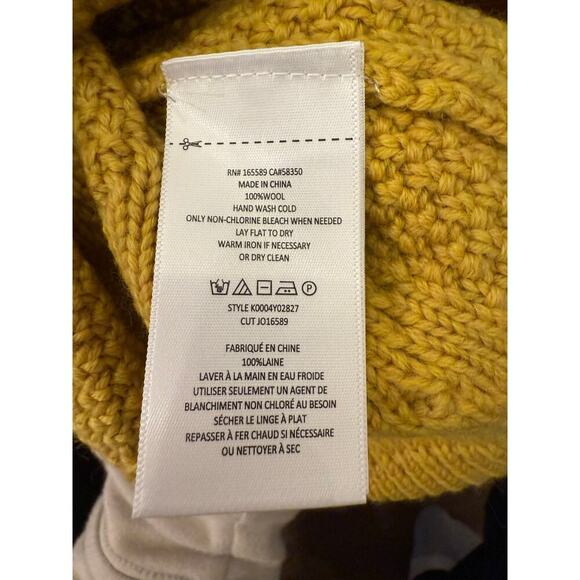 RN# 165589 CA#58350
MADE IN CHINA
100%WOOL
HAND WASH COLD
ONLY NON-CHLORINE BLEACH WHEN NEEDED
LAY FLAT TO DRY
WARM IRON IF NECESSARY
OR DRY CLEAN
P
STYLE K0004Y02827
CUT JO16589
FABRIQUÉ EN CHINE
100%LAINE
LAVER À LA MAIN EN EAU FROIDE
UTILISER SEULEMENT UN AGENT DE
BLANCHIMENT NON CHLORÉ AU BESOIN
SÉCHER LE LINGE À PLAT
REPASSER À FER CHAUD SI NÉCESSAIRE
OU NETTOYER À SEC